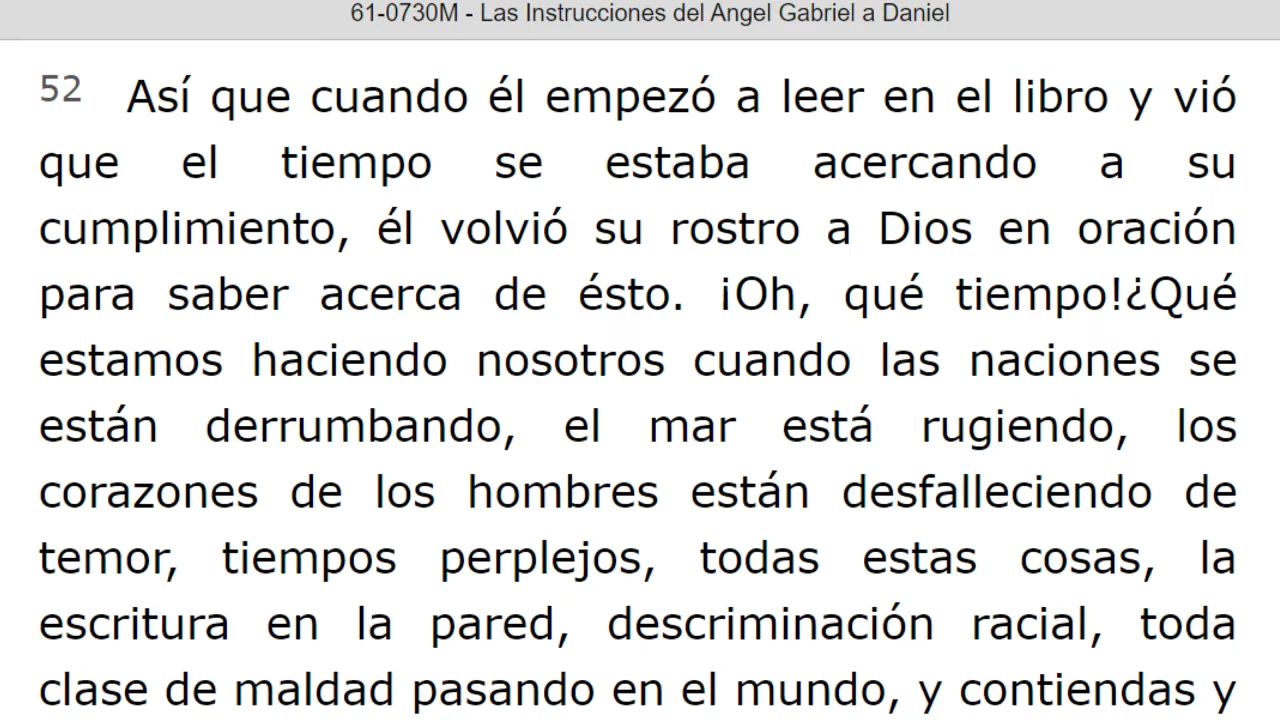 61-0730M - Las Instrucciones del Angel Gabriel a Daniel
52 Así que cuando él empezó a leer en el libro y vió
que el tiempo se estaba acercando a su
cumplimiento, él volvió su rostro a Dios en oración
para saber acerca de ésto. ¡Oh, qué tiempo!¿Qué
estamos haciendo nosotros cuando las naciones se
están derrumbando, el mar está rugiendo, los
corazones de los hombres están desfalleciendo de
temor, tiempos perplejos, todas estas cosas, la
escritura en la pared, descriminación racial, toda
clase de maldad pasando en el mundo, y contiendas y